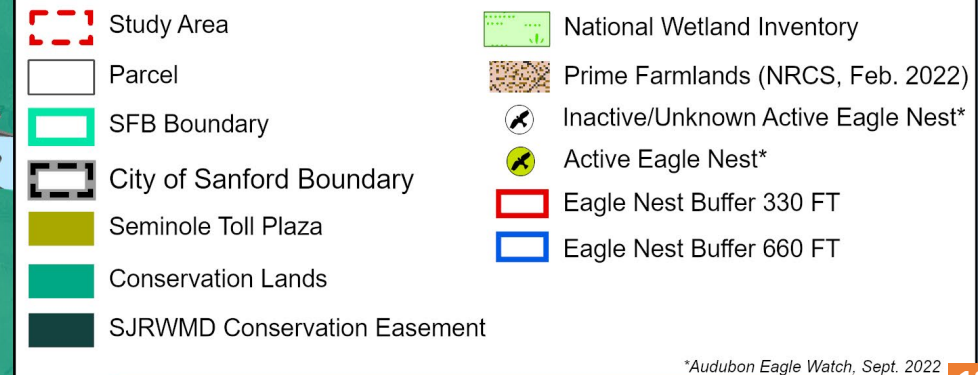 Study Area
Parcel
SFB Boundary
City of Sanford Boundary
Seminole Toll Plaza
Conservation Lands
SJRWMD Conservation Easement
National Wetland Inventory
Prime Farmlands (NRCS, Feb. 2022)
Inactive/Unknown Active Eagle Nest*
Active Eagle Nest*
Eagle Nest Buffer 330 FT
Eagle Nest Buffer 660 FT
*Audubon Eagle Watch, Sept. 2022